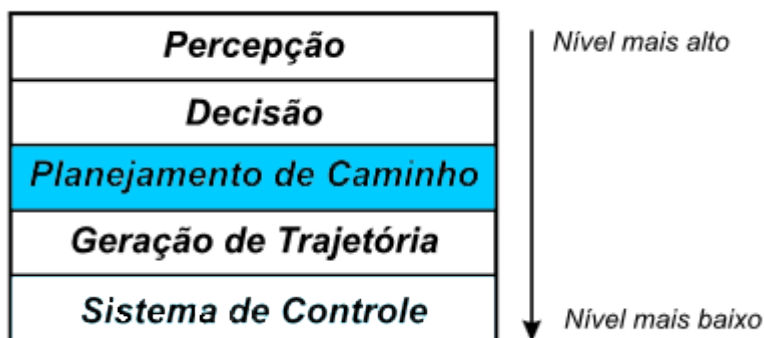 Percepção
Nível mais alto
Decisão
Planejamento de Caminho
Geração de Trajetória
Sistema de Controle
Nível mais baixo